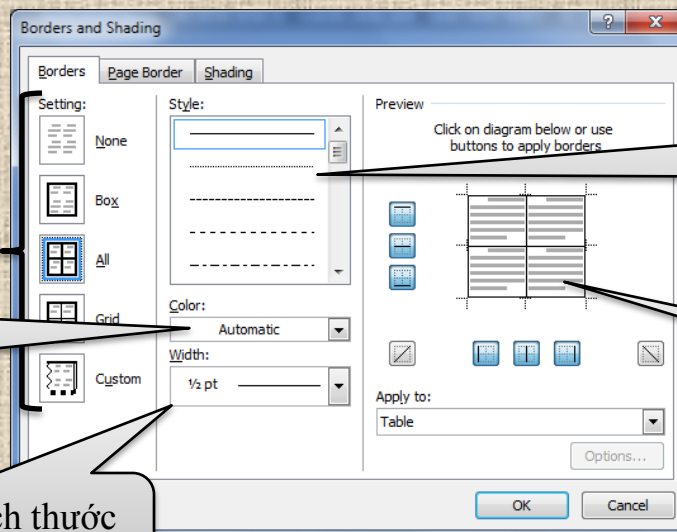 Borders and Shading
Borders Page Border Shading
Setting:
None
Box
All
Grid
Custom
Style:
Color:
Automatic
Width:
½ pt
Preview
Click on diagram below or use
buttons to apply borders
Apply to:
Table
Options...
OK Cancel
thước